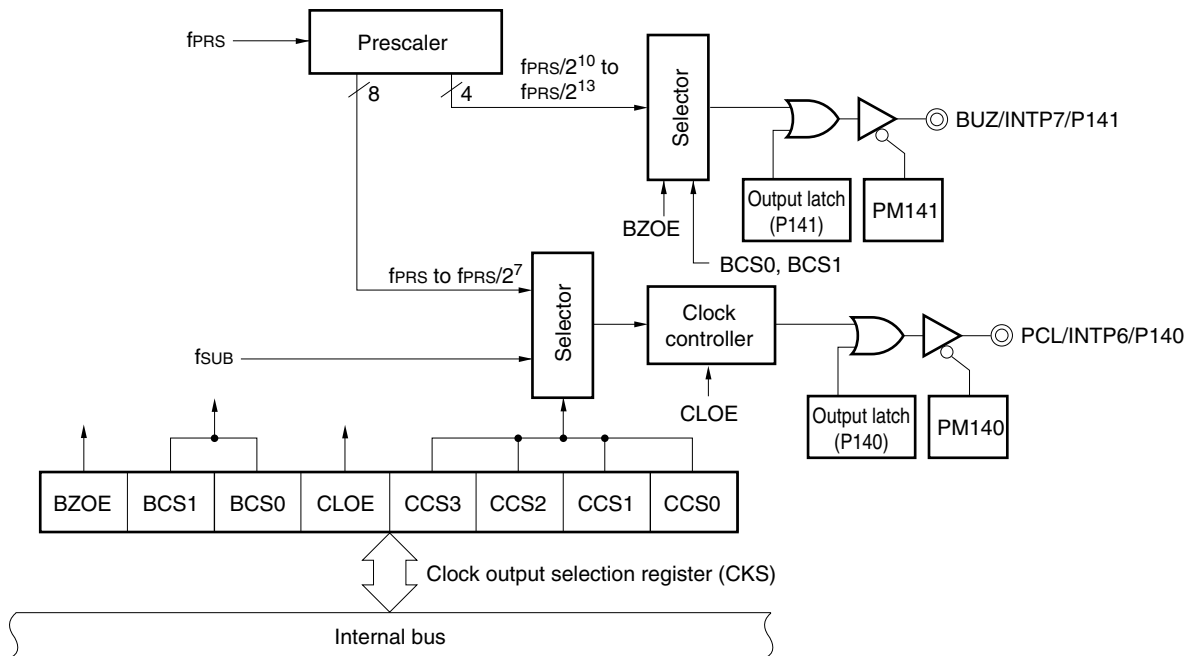 fPRS
Prescaler
8
4
fPRS/2^10 to
fPRS/2^13
Selector
BUZ/INTP7/P141
Output latch
(P141)
PM141
BZOE
BCS0, BCS1
fPRS to fPRS/2^7
Selector
Clock
controller
PCL/INTP6/P140
fSUB
CLOE
Output latch
(P140)
PM140
BZOE BCS1 BCS0 CLOE CCS3 CCS2 CCS1 CCS0
Clock output selection register (CKS)
Internal bus